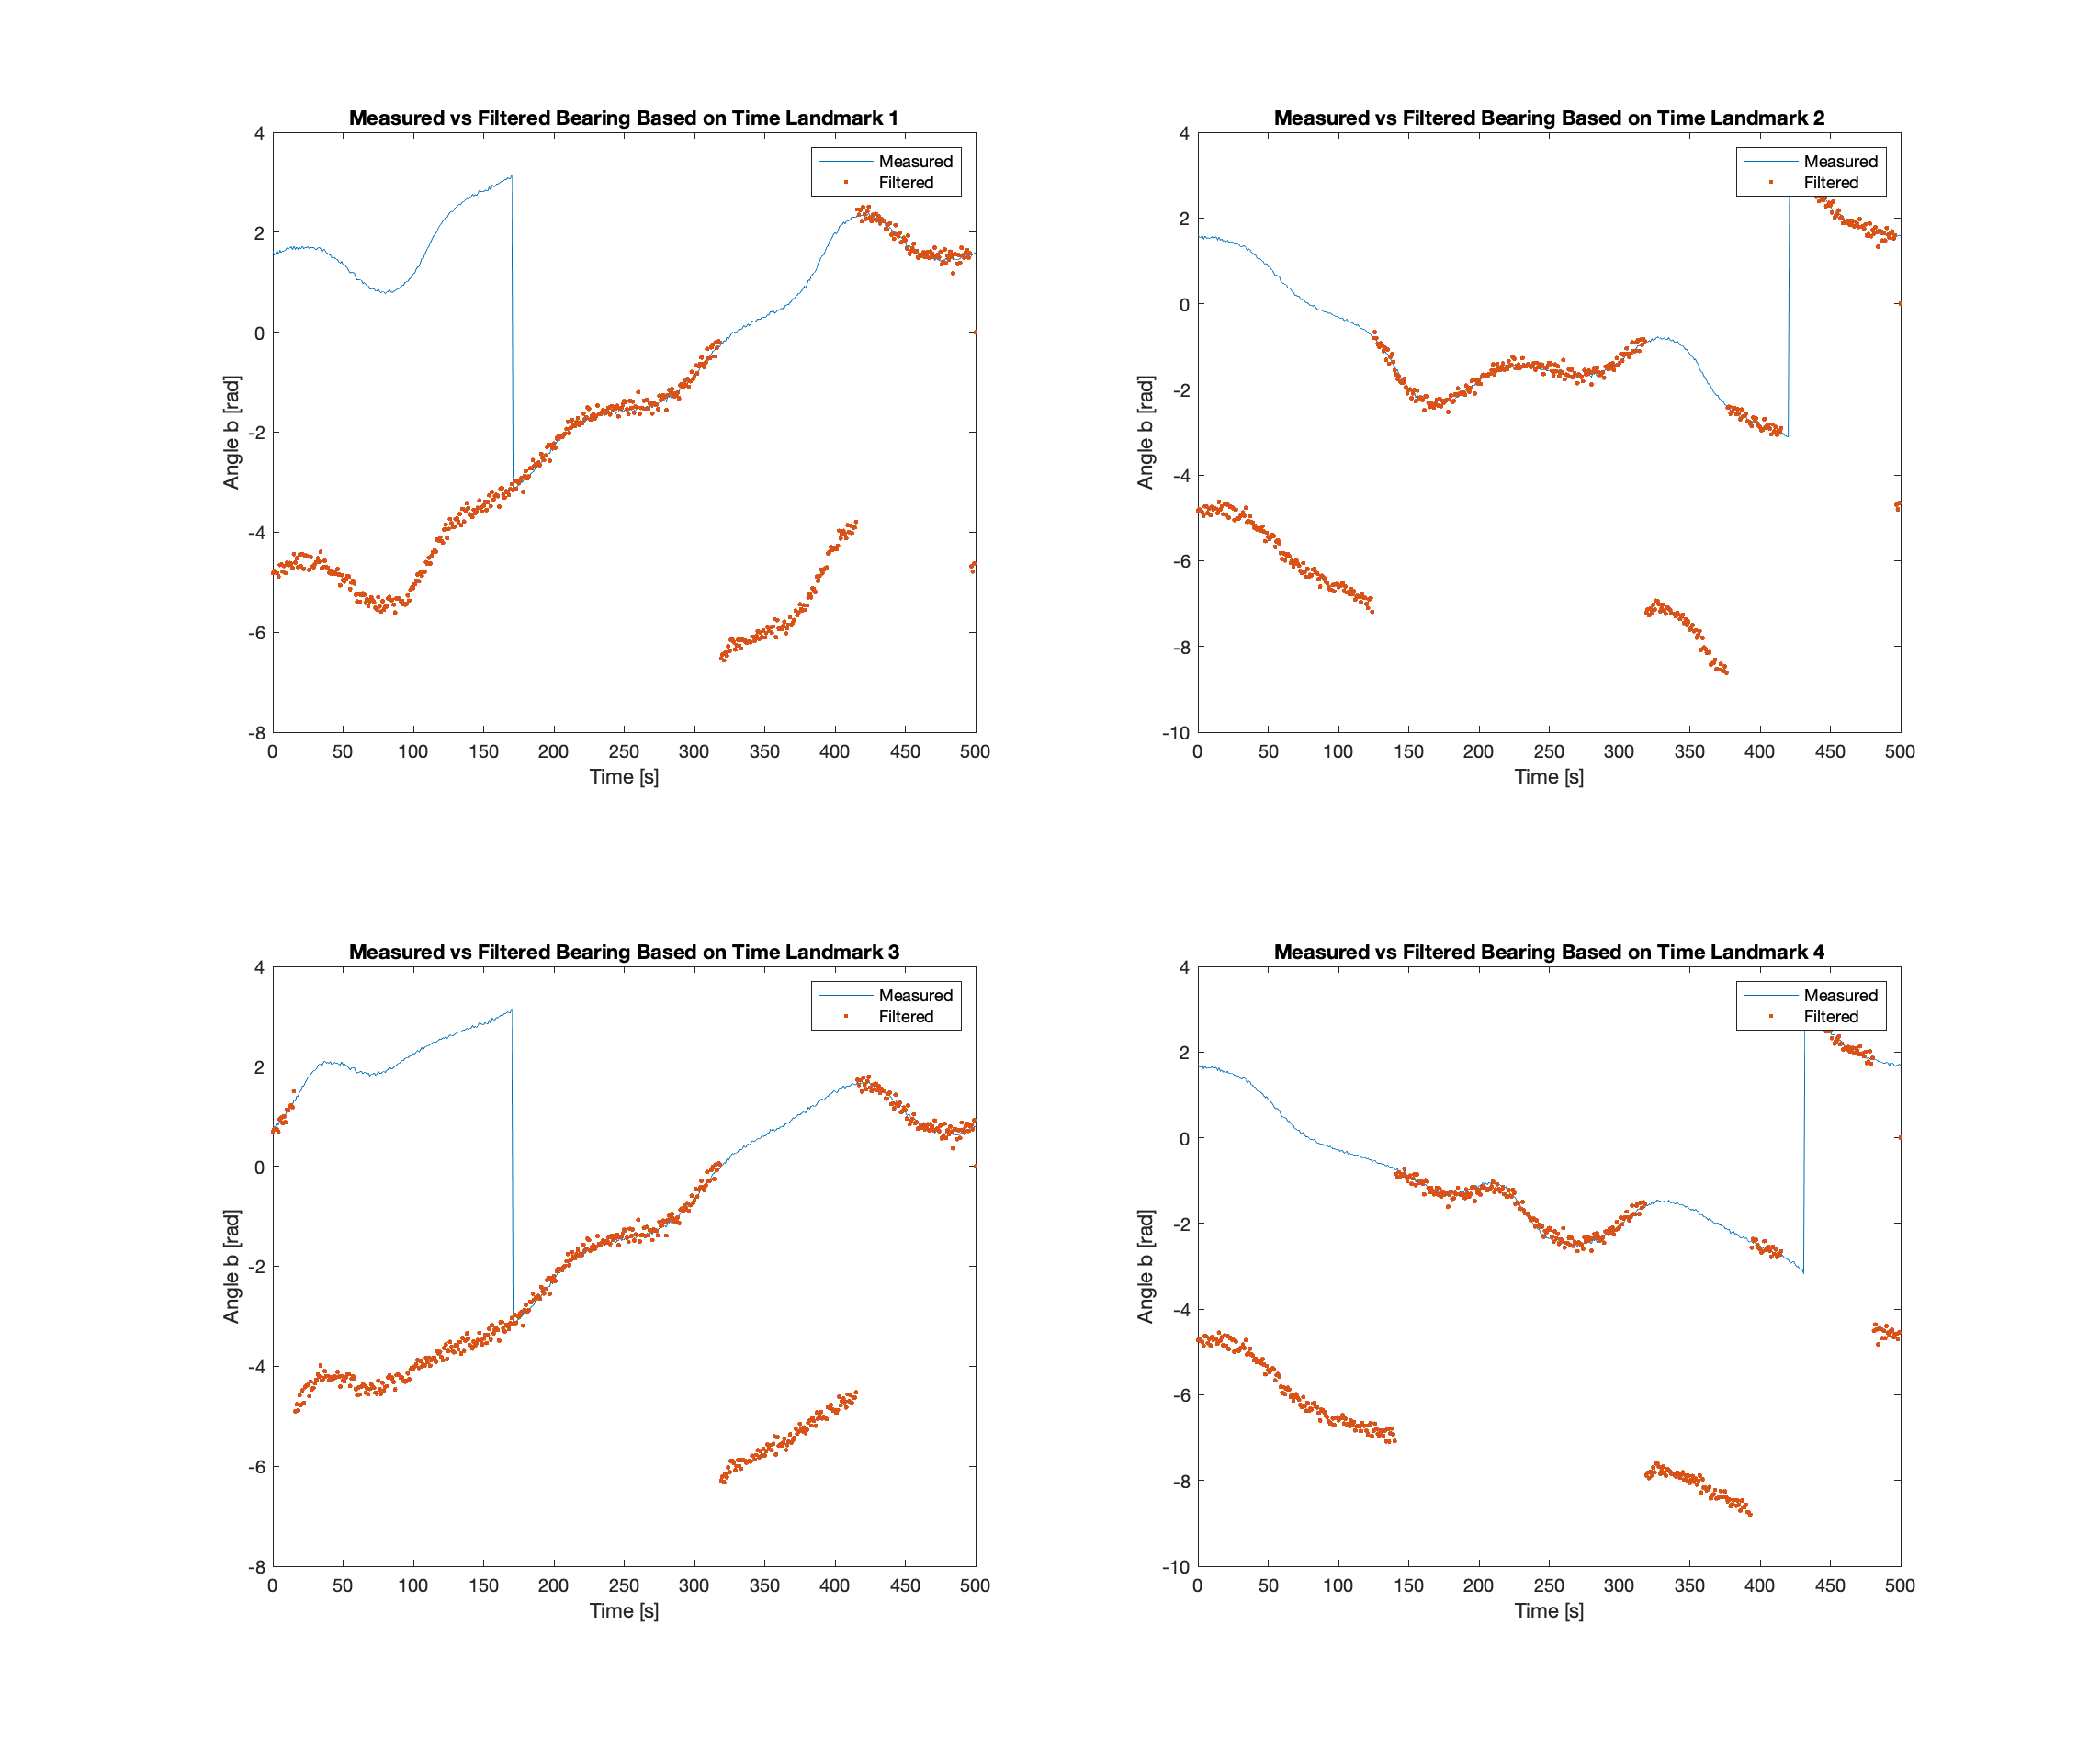 Measured vs Filtered Bearing Based on Time Landmark 1
4
2
0
-2
-4
-6
-8
Angle b [rad]
Measured
Filtered
0 50 100 150 200 250 300 350 400 450 500
Time [s]
Measured vs Filtered Bearing Based on Time Landmark 2
4
2
0
-2
-4
-6
-8
-10
Angle b [rad]
Measured
Filtered
0 50 100 150 200 250 300 350 400 450 500
Time [s]
Measured vs Filtered Bearing Based on Time Landmark 3
4
2
0
-2
-4
-6
-8
Angle b [rad]
Measured
Filtered
0 50 100 150 200 250 300 350 400 450 500
Time [s]
Measured vs Filtered Bearing Based on Time Landmark 4
4
2
0
-2
-4
-6
-8
-10
Angle b [rad]
Measured
Filtered
0 50 100 150 200 250 300 350 400 450 500
Time [s]